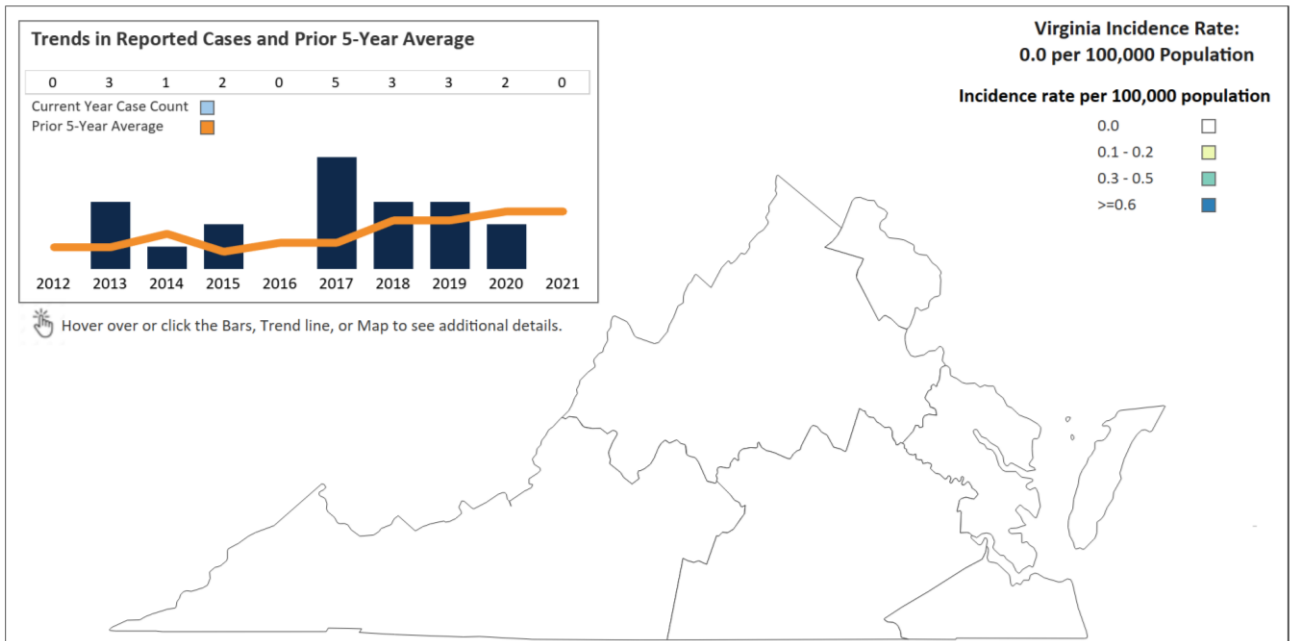 Trends in Reported Cases and Prior 5-Year Average
0 3 1 2 0 5 3 3 2 0
Current Year Case Count
Prior 5-Year Average
2012 2013 2014 2015 2016 2017 2018 2019 2020 2021
Hover over or click the Bars, Trend line, or Map to see additional details.
Virginia Incidence Rate:
0.0 per 100,000 Population
Incidence rate per 100,000 population
0.0
0.1 - 0.2
0.3 - 0.5
>=0.6